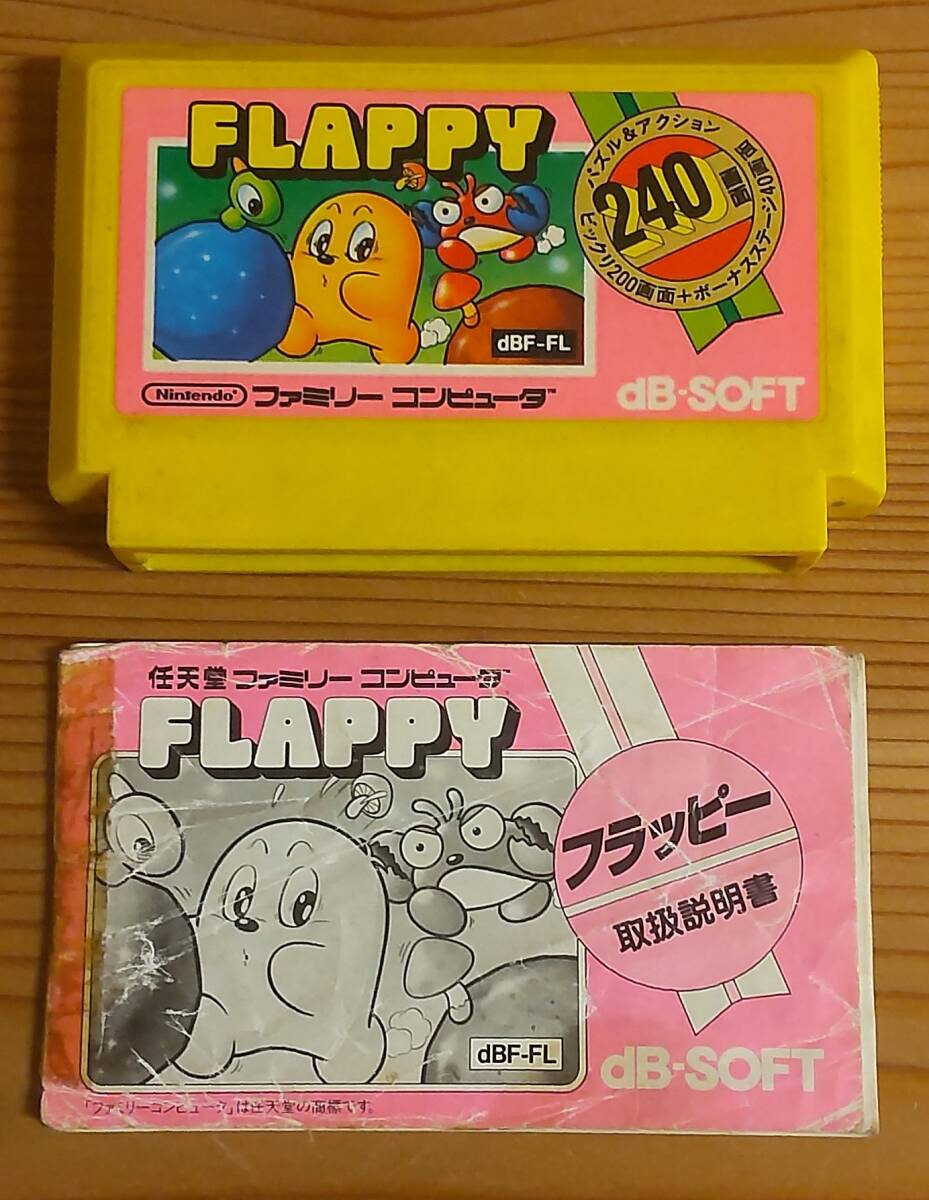 FLAPPY
パズル&アクション
240
画面
ビックリ200画面+ボーナスステージ40画面
dBF-FL
Nintendo ファミリー コンピュータ™
dB-SOFT
任天堂 ファミリー コンピュータ™
FLAPPY
フラッピー
取扱説明書
dBF-FL
dB-SOFT
「ファミリーコンピュータ」は任天堂の商標です。